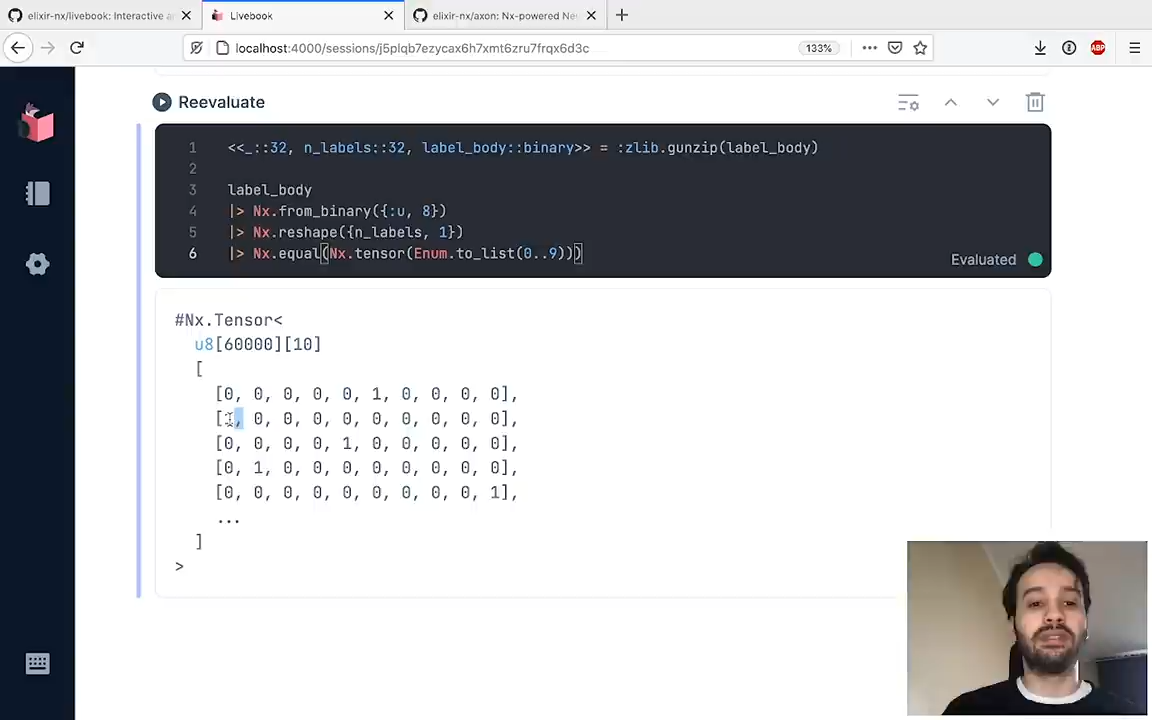 elixir-nx/livebook: Interactive a
Livebook
elixir-nx/axon: Nx-powered Ne
localhost:4000/sessions/j5plqb7ezycax6h7xmt6zru7frqx6d3c
133%
ABP
Reevaluate
1 <<_::32, n_labels::32, label_body::binary>> = :zlib.gunzip(label_body)
2
3 label_body
4 |> Nx.from_binary({:u, 8})
5 |> Nx.reshape({n_labels, 1})
6 |> Nx.equal(Nx.tensor(Enum.to_list(0..9)))
Evaluated
#Nx.Tensor<
u8[60000][10]
[
[0, 0, 0, 0, 0, 1, 0, 0, 0, 0],
[1, 0, 0, 0, 0, 0, 0, 0, 0, 0],
[0, 0, 0, 0, 1, 0, 0, 0, 0, 0],
[0, 1, 0, 0, 0, 0, 0, 0, 0, 0],
[0, 0, 0, 0, 0, 0, 0, 0, 0, 1],
...
]
>